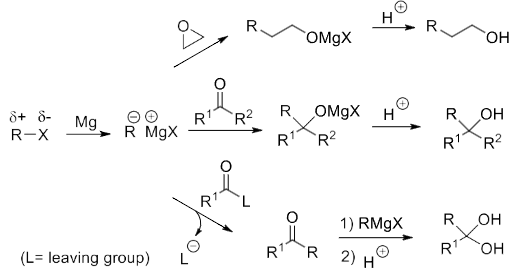 O
R OMgX H⊕ R OH
δ+ δ-
R–X Mg R⊖ ⊕MgX
O R¹ R²
R OMgX R¹ R² H⊕ R OH R¹ R²
O R¹ L
(L= leaving group) L⊖
O R¹ R
1) RMgX
2) H⊕
R OH R¹ OH